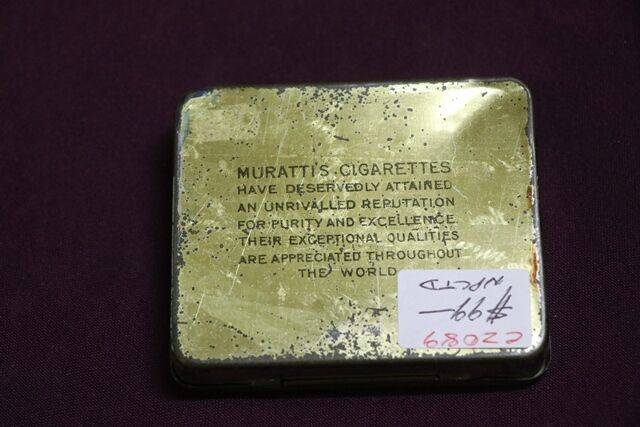 MURATTI'S CIGARETTES
HAVE DESERVEDLY ATTAINED
AN UNRIVALLED REPUTATION
FOR PURITY AND EXCELLENCE
THEIR EXCEPTIONAL QUALITIES
ARE APPRECIATED THROUGHOUT
THE WORLD
22089
$99-